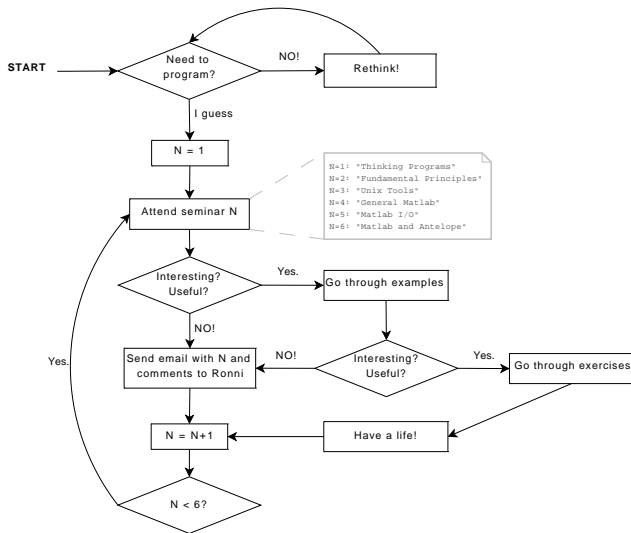 START
Need to
program?
NO!
Rethink!
I guess
N = 1
Attend seminar N
N=1: "Thinking Programs"
N=2: "Fundamental Principles"
N=3: "Unix Tools"
N=4: "General Matlab"
N=5: "Matlab I/O"
N=6: "Matlab and Antelope"
Interesting?
Useful?
Yes.
Go through examples
NO!
Yes.
Send email with N and
comments to Ronni
NO!
Interesting?
Useful?
Yes.
Go through exercises
N = N+1
Have a life!
N < 6?